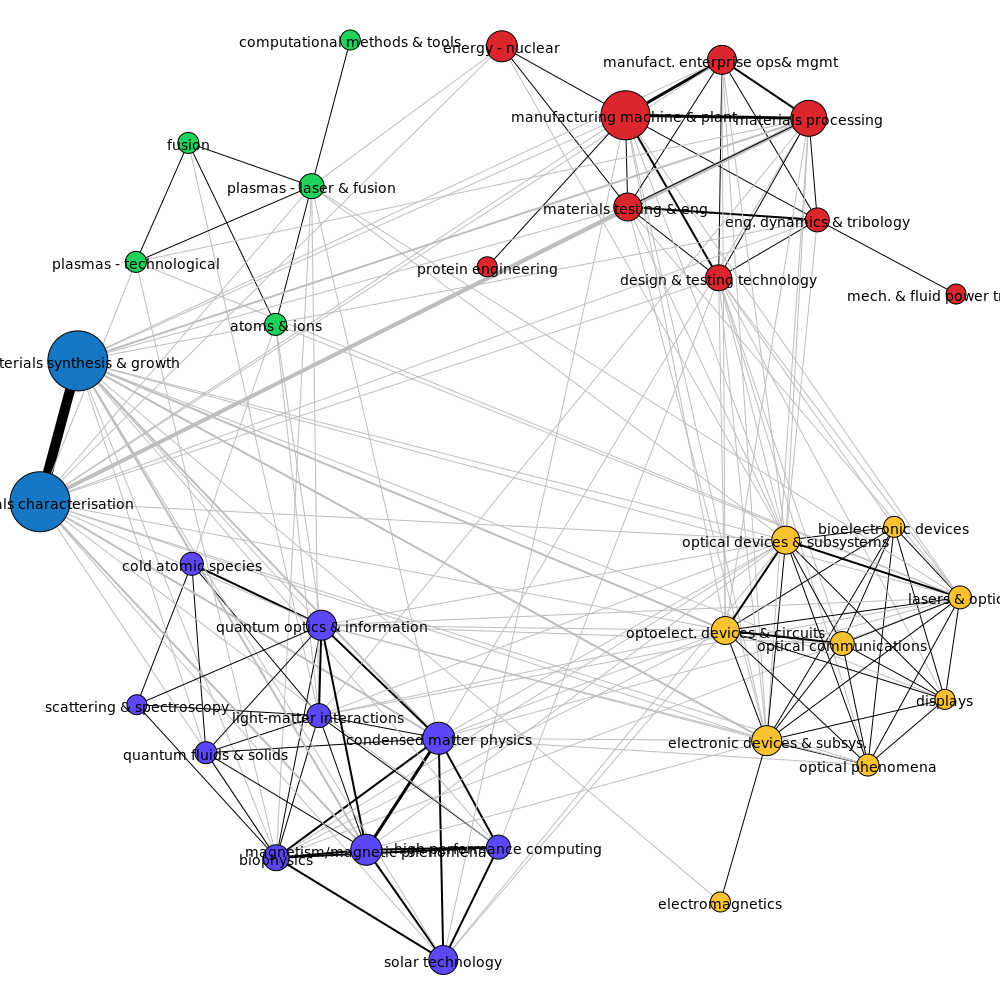 computational methods & tools
energy - nuclear
manufact. enterprise ops& mgmt
manufacturing machine & plant
materials processing
fusion
plasmas - laser & fusion
materials testing & eng.
eng. dynamics & tribology
plasmas - technological
protein engineering
design & testing technology
mech. & fluid power
atoms & ions
synthesis & growth
characterisation
bioelectronic devices
optical devices & subsystems
cold atomic species
lasers &
quantum optics & information
optoelect. devices & circuits
optical communications
scattering & spectroscopy
displays
light-matter interactions
condensed matter physics
electronic devices & subsys.
quantum fluids & solids
optical phenomena
magnetism/magnetic phenomena
high performance computing
biophysics
electromagnetics
solar technology